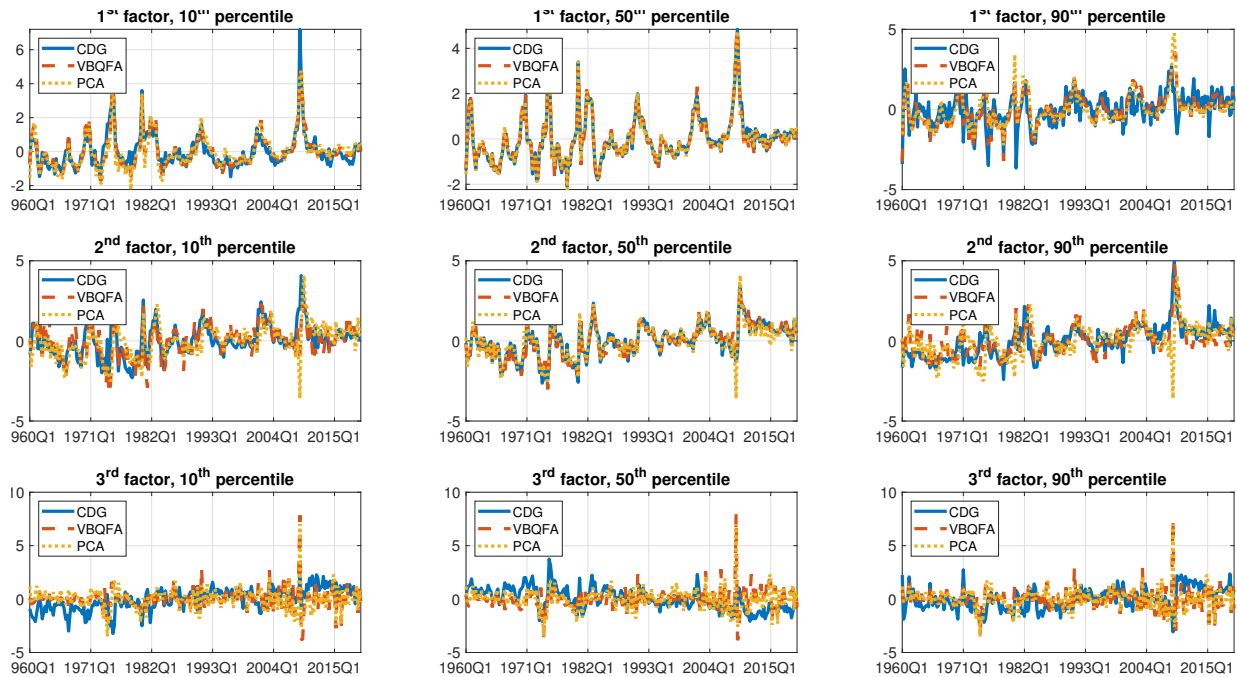 1st factor, 10th percentile
1st factor, 50th percentile
1st factor, 90th percentile
CDG
VBQFA
PCA
6
4
2
0
-2
960Q1 1971Q1 1982Q1 1993Q1 2004Q1 2015Q1
CDG
VBQFA
PCA
4
2
0
-2
1960Q1 1971Q1 1982Q1 1993Q1 2004Q1 2015Q1
CDG
VBQFA
PCA
5
0
-5
1960Q1 1971Q1 1982Q1 1993Q1 2004Q1 2015Q1
2nd factor, 10th percentile
2nd factor, 50th percentile
2nd factor, 90th percentile
CDG
VBQFA
PCA
5
0
-5
960Q1 1971Q1 1982Q1 1993Q1 2004Q1 2015Q1
CDG
VBQFA
PCA
5
0
-5
1960Q1 1971Q1 1982Q1 1993Q1 2004Q1 2015Q1
CDG
VBQFA
PCA
5
0
-5
1960Q1 1971Q1 1982Q1 1993Q1 2004Q1 2015Q1
3rd factor, 10th percentile
3rd factor, 50th percentile
3rd factor, 90th percentile
CDG
VBQFA
PCA
10
5
0
-5
960Q1 1971Q1 1982Q1 1993Q1 2004Q1 2015Q1
CDG
VBQFA
PCA
10
5
0
-5
1960Q1 1971Q1 1982Q1 1993Q1 2004Q1 2015Q1
CDG
VBQFA
PCA
10
5
0
-5
1960Q1 1971Q1 1982Q1 1993Q1 2004Q1 2015Q1